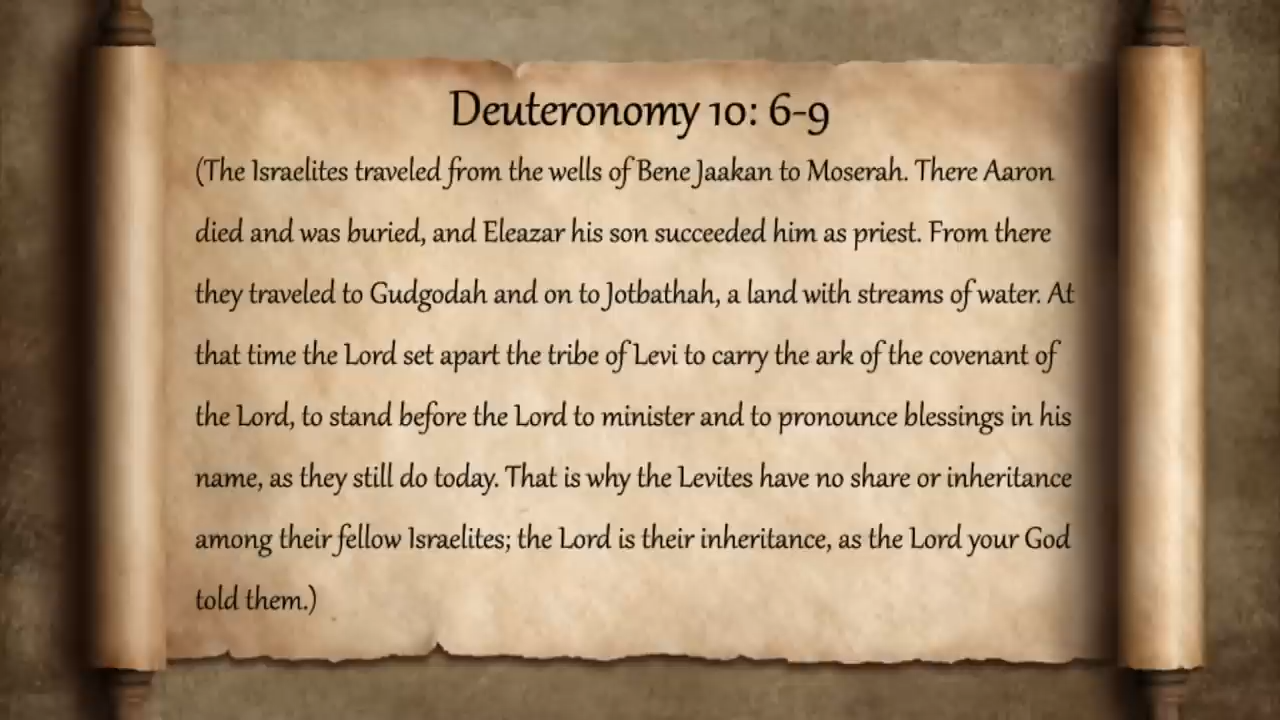 Deuteronomy 10: 6-9
(The Israelites traveled from the wells of Bene Jaakan to Moserah. There Aaron
died and was buried, and Eleazar his son succeeded him as priest. From there
they traveled to Gudgodah and on to Jotbathah, a land with streams of water. At
that time the Lord set apart the tribe of Levi to carry the ark of the covenant of
the Lord, to stand before the Lord to minister and to pronounce blessings in his
name, as they still do today. That is why the Levites have no share or inheritance
among their fellow Israelites; the Lord is their inheritance, as the Lord your God
told them.)